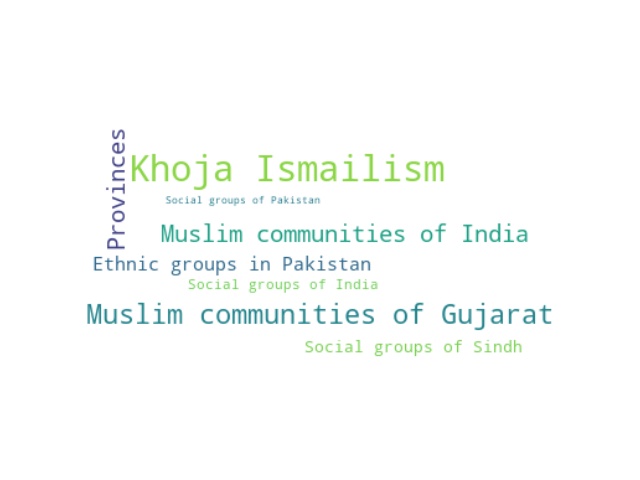 Provinces
Khoja Ismailism
Social groups of Pakistan
Muslim communities of India
Ethnic groups in Pakistan
Social groups of India
Muslim communities of Gujarat
Social groups of Sindh